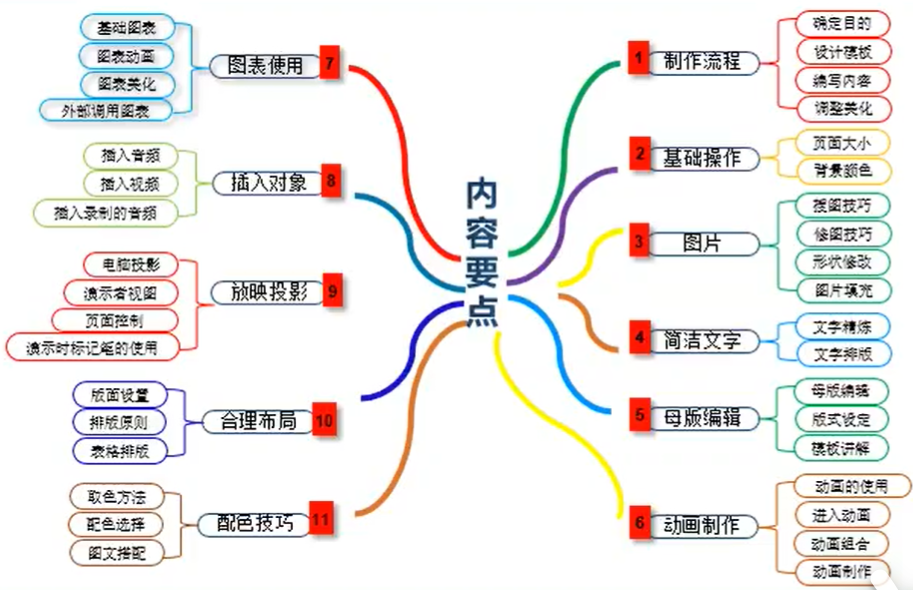 内容要点
1
制作流程
确定目的
设计模板
编写内容
调整美化
2
基础操作
页面大小
背景颜色
3
图片
搜图技巧
修图技巧
形状修改
图片填充
4
简洁文字
文字精练
文字排版
5
母版编辑
母版编辑
版式设定
模板讲解
6
动画制作
动画的使用
进入动画
动画组合
动画制作
7
图表使用
基础图表
图表动画
图表美化
外部调用图表
8
插入对象
插入音频
插入视频
插入录制的音频
9
放映投影
电脑投影
演示者视图
页面控制
演示时标记笔的使用
10
合理布局
版面设置
排版原则
表格排版
11
配色技巧
取色方法
配色选择
图文搭配